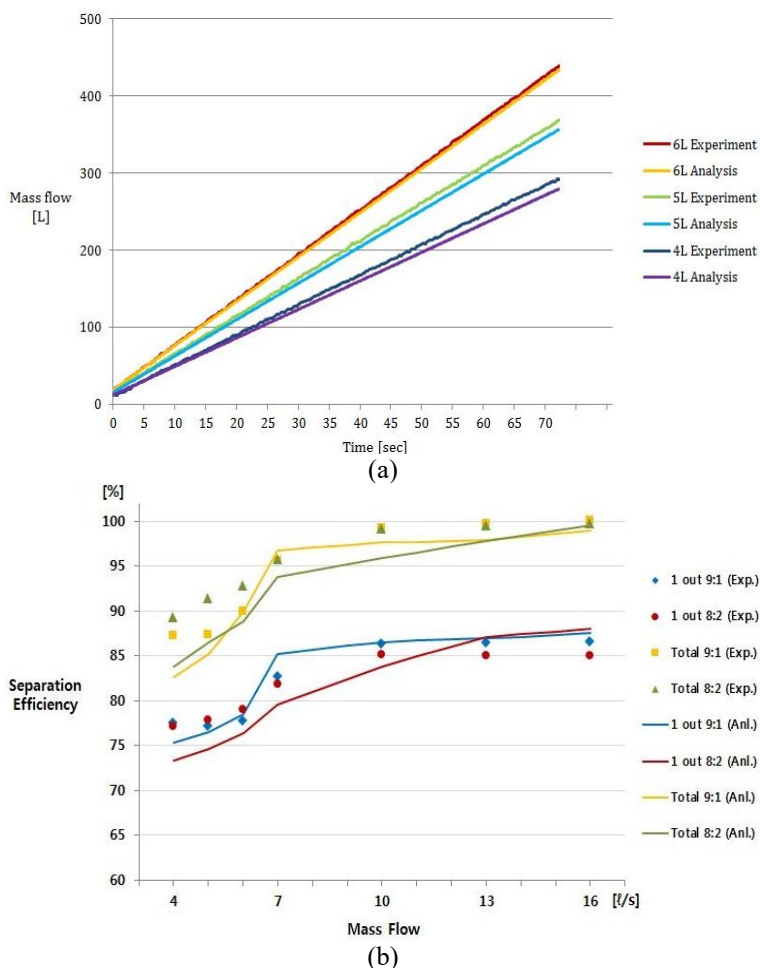 500
400
300
200
100
0
Mass flow
[L]
0 5 10 15 20 25 30 35 40 45 50 55 60 65 70
Time [sec]
6L Experiment
6L Analysis
5L Experiment
5L Analysis
4L Experiment
4L Analysis
(a)
[%]
100
95
90
85
80
75
70
65
60
Separation
Efficiency
4 7 10 13 16 [ℓ/s]
Mass Flow
1 out 9:1 (Exp.)
1 out 8:2 (Exp.)
Total 9:1 (Exp.)
Total 8:2 (Exp.)
1 out 9:1 (Anl.)
1 out 8:2 (Anl.)
Total 9:1 (Anl.)
Total 8:2 (Anl.)
(b)